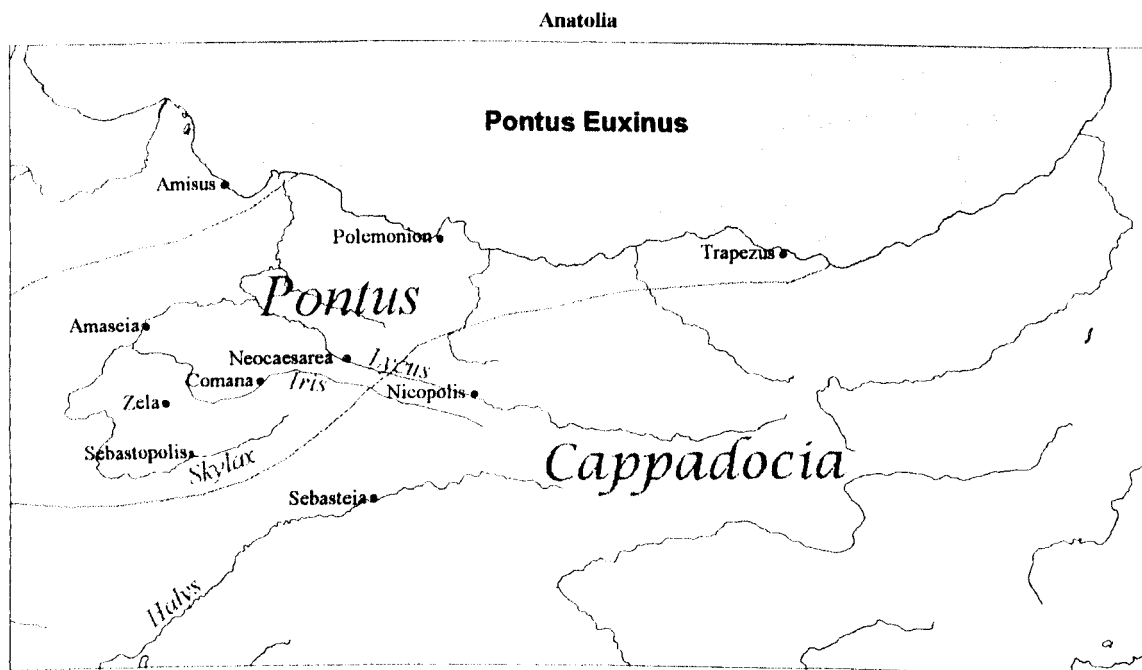 Anatolia
Pontus Euxinus
Amisus
Polemonion
Trapezus
Pontus
Amaseia
Neocaesarea
Lycus
Comana
Iris
Nicopolis
Zela
Cappadocia
Sebastopolis
Skylax
Sebasteia
Halys